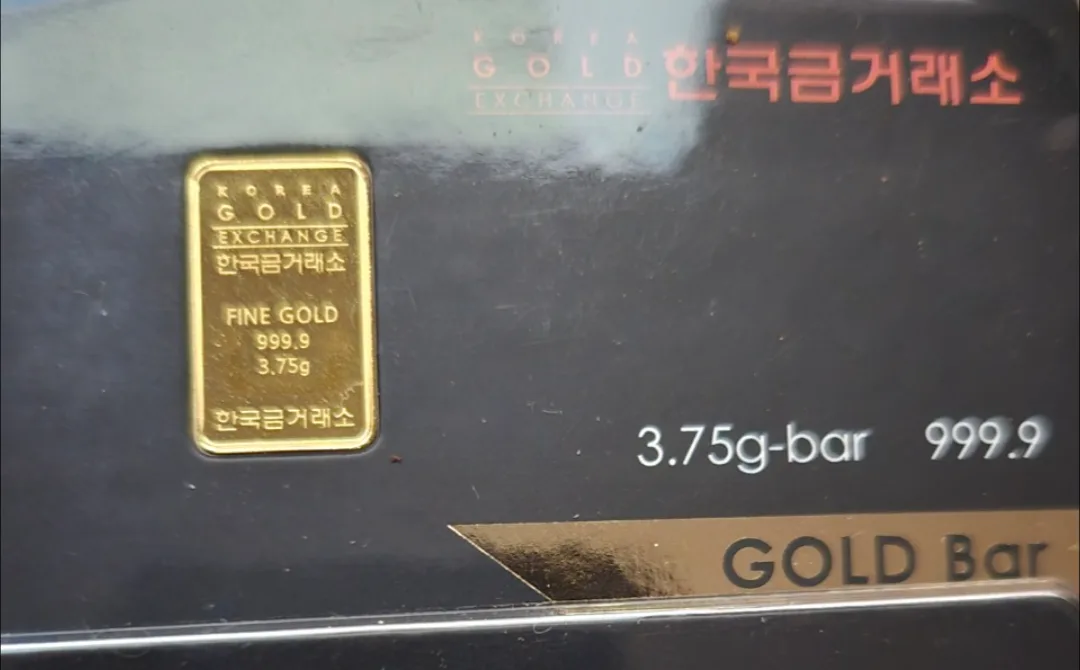 KOREA
GOLD
EXCHANGE
한국금거래소
KOREA
GOLD
EXCHANGE
한국금거래소
FINE GOLD
999.9
3.75g
한국금거래소
3.75g-bar 999.9
GOLD Bar